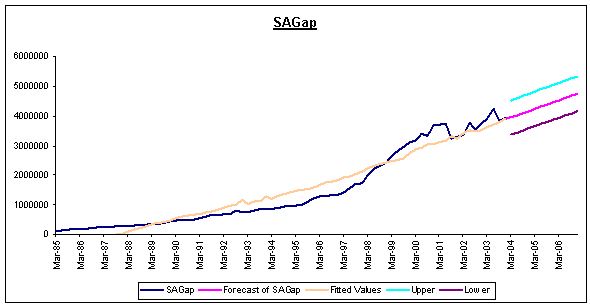 SAGap
6000000
5000000
4000000
3000000
2000000
1000000
0
Mar-85
Mar-86
Mar-87
Mar-88
Mar-89
Mar-90
Mar-91
Mar-92
Mar-93
Mar-94
Mar-95
Mar-96
Mar-97
Mar-98
Mar-99
Mar-00
Mar-01
Mar-02
Mar-03
Mar-04
Mar-05
Mar-06
SAGap
Forecast of SAGap
Fitted Values
Upper
Lower